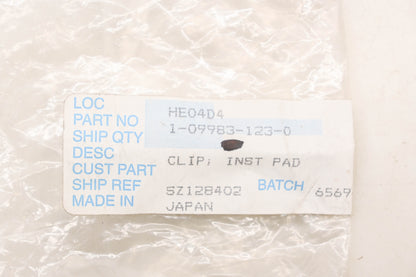 LOC HE04D4
PART NO 1-09983-123-0
SHIP QTY
DESC CLIP; INST PAD
CUST PART
SHIP REF SZ128402 BATCH 6569
MADE IN JAPAN